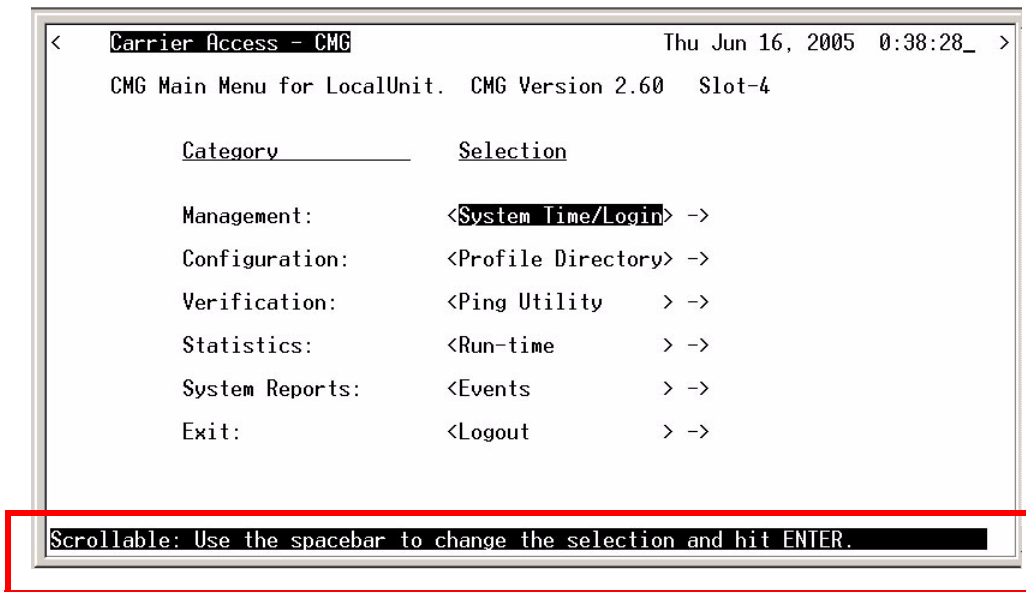 < Carrier Access - CMG Thu Jun 16, 2005 0:38:28_ >
CMG Main Menu for LocalUnit. CMG Version 2.60 Slot-4
Category Selection
Management: <System Time/Login> ->
Configuration: <Profile Directory> ->
Verification: <Ping Utility > ->
Statistics: <Run-time > ->
System Reports: <Events > ->
Exit: <Logout > ->
Scrollable: Use the spacebar to change the selection and hit ENTER.